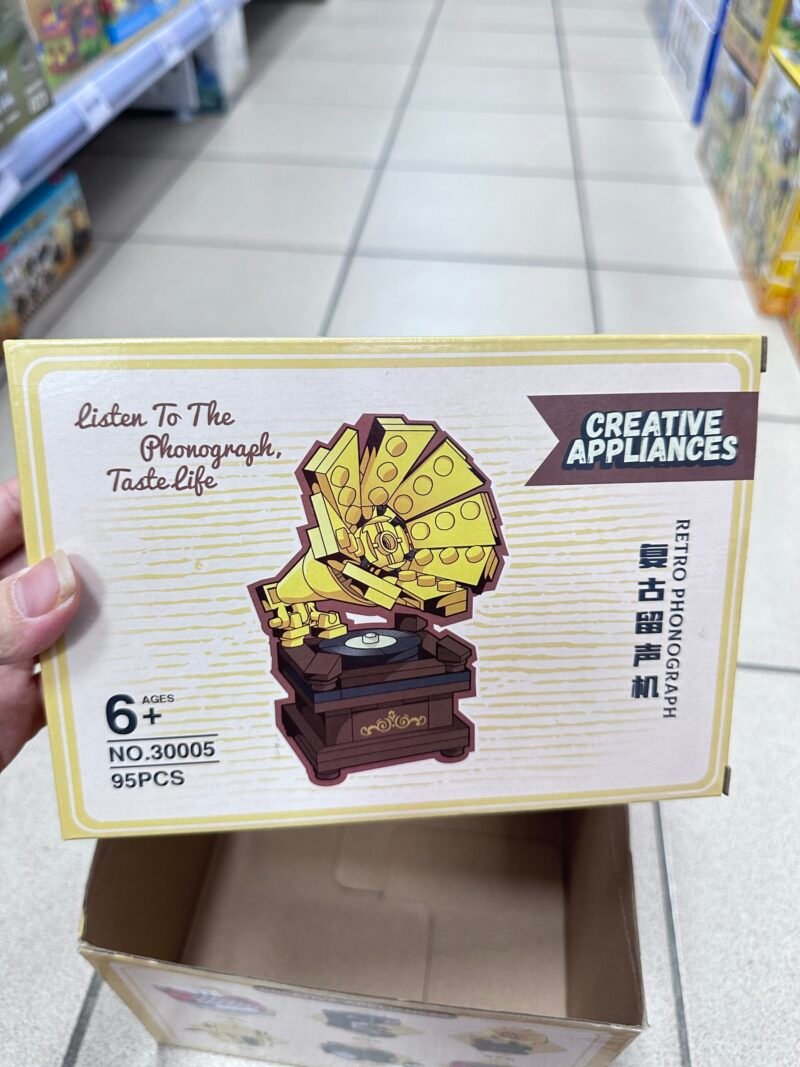 Listen To The
Phonograph,
Taste Life
CREATIVE
APPLIANCES
RETRO PHONOGRAPH
复古留声机
6+
AGES
NO.30005
95PCS